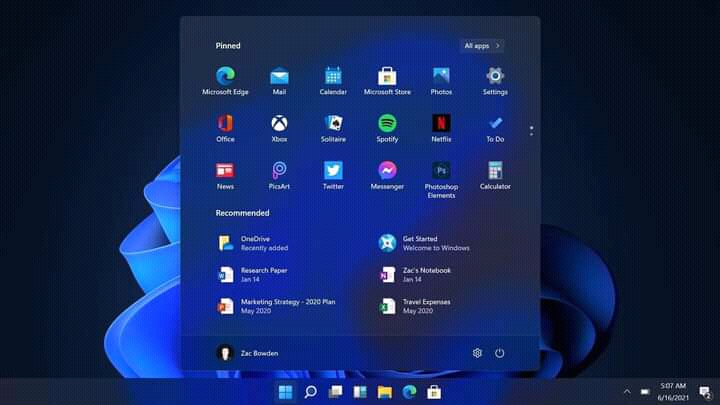 Pinned
All apps
Microsoft Edge
Mail
Calendar
Microsoft Store
Photos
Settings
Office
Xbox
Solitaire
Spotify
Netflix
To Do
News
PicsArt
Twitter
Messenger
Photoshop
Elements
Calculator
Recommended
OneDrive
Recently added
Get Started
Welcome to Windows
Research Paper
Jan 14
Zac's Notebook
Jan 14
Marketing Strategy - 2020 Plan
May 2020
Travel Expenses
May 2020
Zac Bowden
5:07 AM
6/16/2021
2